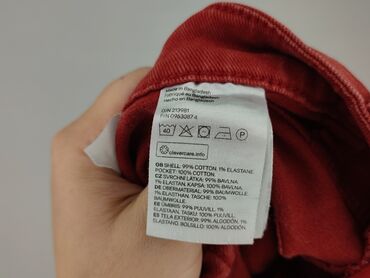 Made in Bangladesh
Fabriqué en Bangladesh
Hecho en Bangladesh
GIN 213981
P/N 0963087-4
40
P
clevercare.info
GB SHELL: 99% COTTON. 1% ELASTANE.
POCKET: 100% COTTON.
CZ SVRCHNÍ LÁTKA: 99% BAVLNA.
1% ELASTAN. KAPSA: 100% BAVLNA.
DE OBERMATERIAL: 99% BAUMWOLLE.
1% ELASTHAN. TASCHE: 100%
BAUMWOLLE.
EE ÜMBRIS: 99% PUUVILL. 1%
ELASTAAN. TASKU: 100% PUUVILL.
ES TELA EXTERIOR: 99% ALGODÓN. 1%
ELASTANO. BOLSILLO: 100% ALGODÓN.